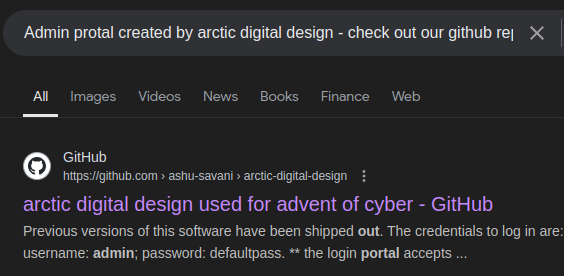 Admin protal created by arctic digital design - check out our github rep
All Images Videos News Books Finance Web
GitHub
https://github.com › ashu-savani › arctic-digital-design
arctic digital design used for advent of cyber - GitHub
Previous versions of this software have been shipped out. The credentials to log in are:
username: admin; password: defaultpass. ** the login portal accepts ...